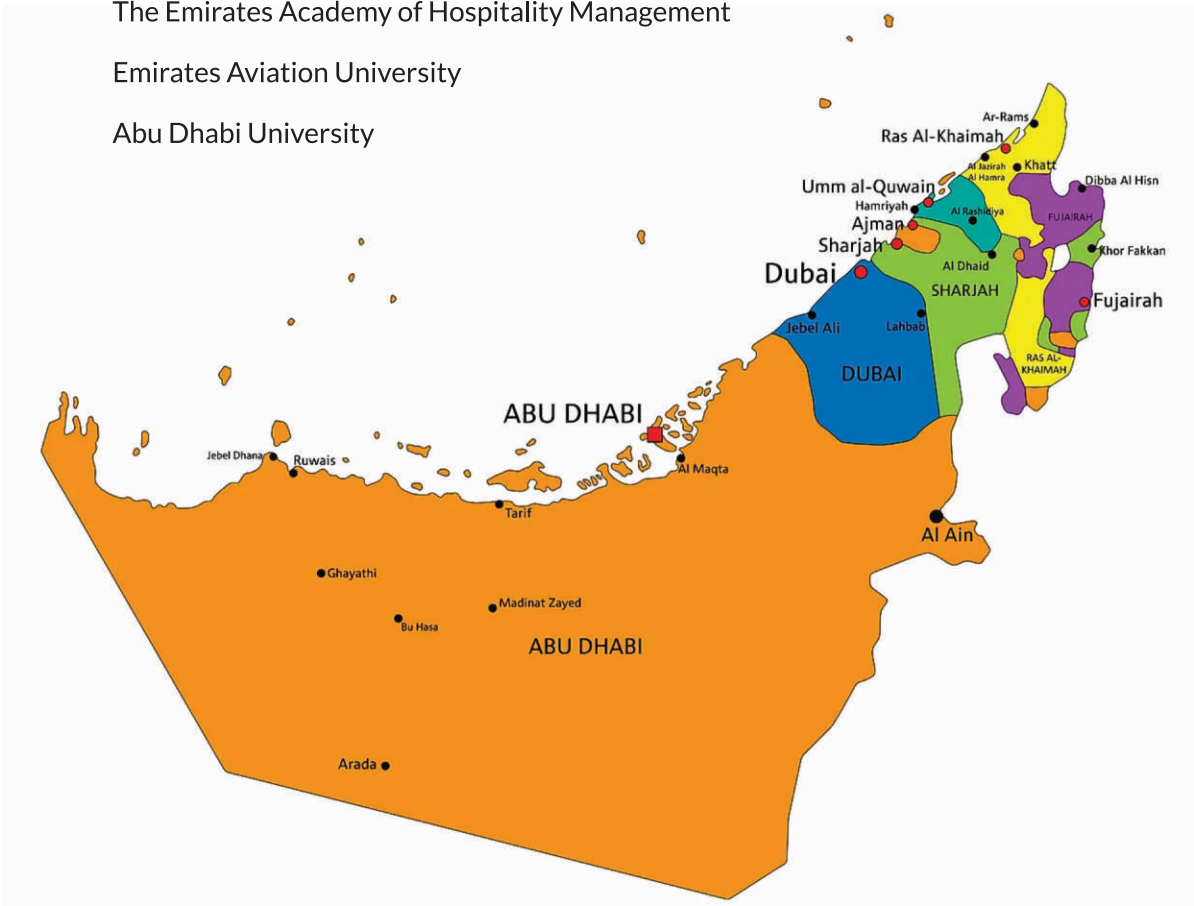 The Emirates Academy of Hospitality Management
Emirates Aviation University
Abu Dhabi University
Ar-Rams
Ras Al-Khaimah
Al Jazirah
Al Hamra
Khatt
Dibba Al Hisn
Umm al-Quwain
Hamriyah
Al Rashidiya
FUJAIRAH
Ajman
Sharjah
Khor Fakkan
Al Dhaid
Dubai
SHARJAH
Fujairah
Jebel Ali
Lahbab
RAS AL-
KHAIMAH
DUBAI
ABU DHABI
Jebel Dhana
Ruwais
Al Maqta
Tarif
Al Ain
Ghayathi
Madinat Zayed
Bu Hasa
ABU DHABI
Arada